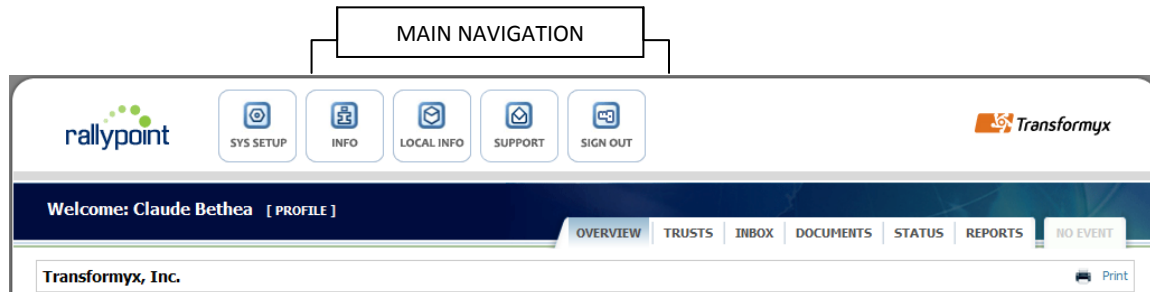 MAIN NAVIGATION
rallypoint
SYS SETUP
INFO
LOCAL INFO
SUPPORT
SIGN OUT
Transformyx
Welcome: Claude Bethea [ PROFILE ]
OVERVIEW TRUSTS INBOX DOCUMENTS STATUS REPORTS NO EVENT
Transformyx, Inc. Print